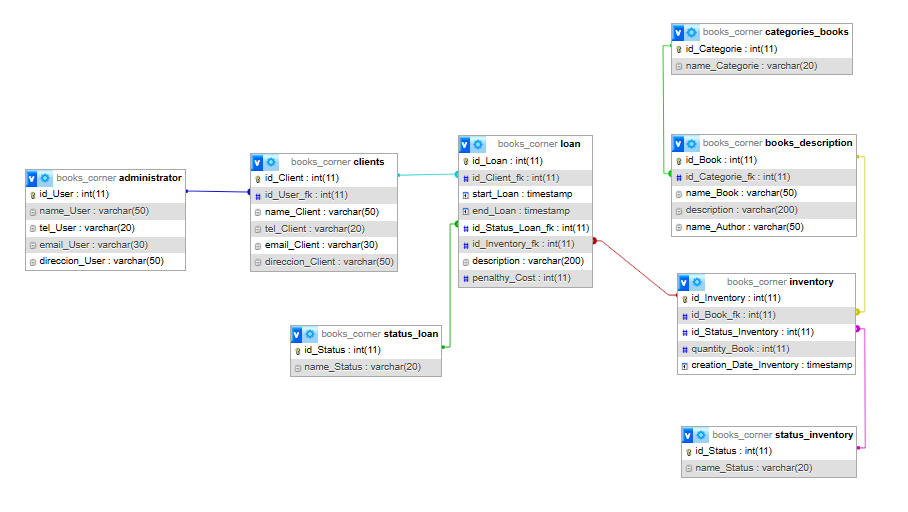 books_corner categories_books
id_Categorie : int(11)
name_Categorie : varchar(20)
books_corner books_description
id_Book : int(11)
id_Categorie_fk : int(11)
name_Book : varchar(50)
description : varchar(200)
name_Author : varchar(50)
books_corner loan
id_Loan : int(11)
id_Client_fk : int(11)
start_Loan : timestamp
end_Loan : timestamp
id_Status_Loan_fk : int(11)
id_Inventory_fk : int(11)
description : varchar(200)
penalthy_Cost : int(11)
books_corner clients
id_Client : int(11)
id_User_fk : int(11)
name_Client : varchar(50)
tel_Client : varchar(20)
email_Client : varchar(30)
direccion_Client : varchar(50)
books_corner administrator
id_User : int(11)
name_User : varchar(50)
tel_User : varchar(20)
email_User : varchar(30)
direccion_User : varchar(50)
books_corner inventory
id_Inventory : int(11)
id_Book_fk : int(11)
id_Status_Inventory : int(11)
quantity_Book : int(11)
creation_Date_Inventory : timestamp
books_corner status_loan
id_Status : int(11)
name_Status : varchar(20)
books_corner status_inventory
id_Status : int(11)
name_Status : varchar(20)